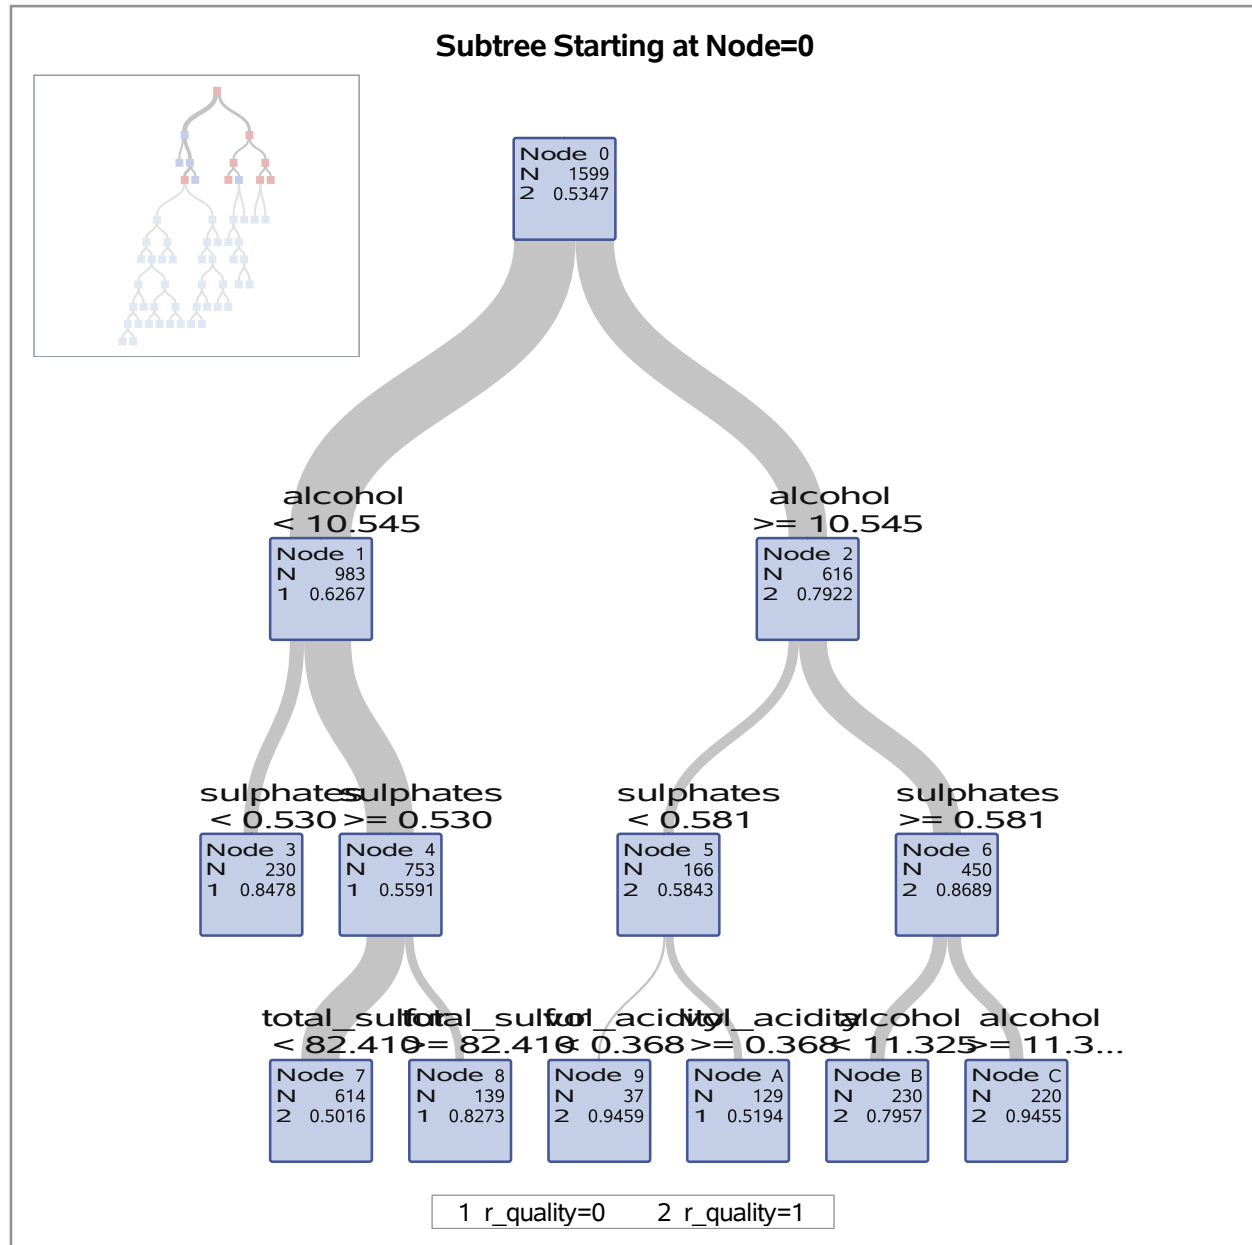 Subtree Starting at Node=0
Node 0
N 1599
2 0.5347
alcohol
< 10.545
alcohol
>= 10.545
Node 1
N 983
1 0.6267
Node 2
N 616
2 0.7922
sulphates
< 0.530
sulphates
>= 0.530
sulphates
< 0.581
sulphates
>= 0.581
Node 3
N 230
1 0.8478
Node 4
N 753
1 0.5591
Node 5
N 166
2 0.5843
Node 6
N 450
2 0.8689
total_sulfur
< 82.410
total_sulfur
>= 82.410
vol_acidity
< 0.368
vol_acidity
>= 0.368
alcohol
< 11.325
alcohol
>= 11.3...
Node 7
N 614
2 0.5016
Node 8
N 139
1 0.8273
Node 9
N 37
2 0.9459
Node A
N 129
1 0.5194
Node B
N 230
2 0.7957
Node C
N 220
2 0.9455
1 r_quality=0 2 r_quality=1